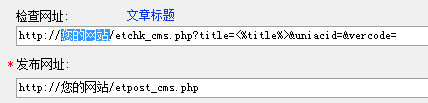 检查网址: 文章标题
http://您的网站/etchk_cms.php?title=<%title%>&uniacid=&vercode=
*发布网址:
http://您的网站/etpost_cms.php